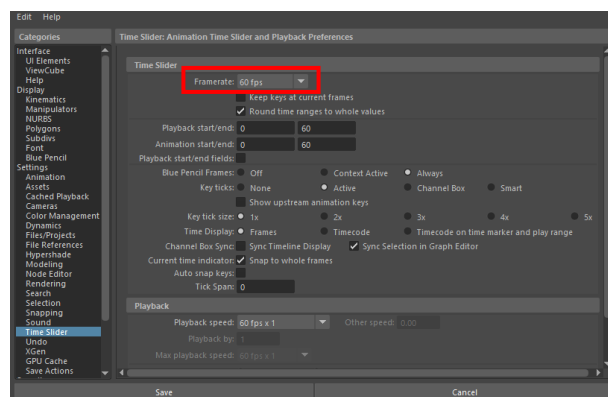 Edit Help
Categories
Interface
UI Elements
ViewCube
Help
Display
Kinematics
Manipulators
NURBS
Polygons
Subdivs
Font
Blue Pencil
Settings
Animation
Assets
Cached Playback
Cameras
Color Management
Dynamics
Files/Projects
File References
Hypershade
Modeling
Node Editor
Rendering
Search
Selection
Snapping
Sound
Time Slider
Undo
XGen
GPU Cache
Save Actions
Time Slider: Animation Time Slider and Playback Preferences
Time Slider
Framerate: 60 fps
Keep keys at current frames
Round time ranges to whole values
Playback start/end: 0 60
Animation start/end: 0 60
Playback start/end fields:
Blue Pencil Frames: Off Context Active Always
Key ticks: None Active Channel Box Smart
Show upstream animation keys
Key tick size: 1x 2x 3x 4x 5x
Time Display: Frames Timecode Timecode on time marker and play range
Channel Box Sync: Sync Timeline Display Sync Selection in Graph Editor
Current time indicator: Snap to whole frames
Auto snap keys:
Tick Span: 0
Playback
Playback speed: 60 fps x 1 Other speed: 0.00
Playback by: 1
Max playback speed: 60 fps x 1
Save Cancel